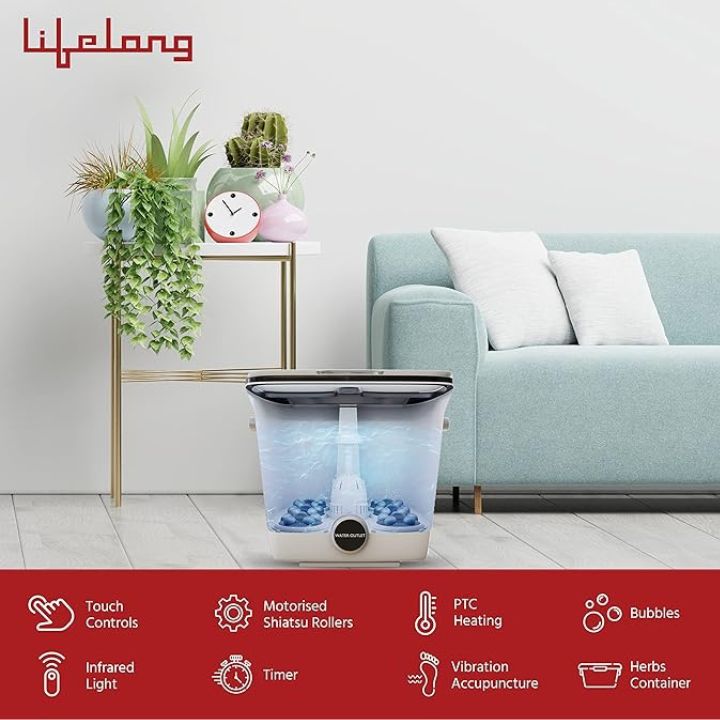 Lifelong
WATER OUTLET
Touch
Controls
Motorised
Shiatsu Rollers
PTC
Heating
Bubbles
Infrared
Light
Timer
Vibration
Accupuncture
Herbs
Container